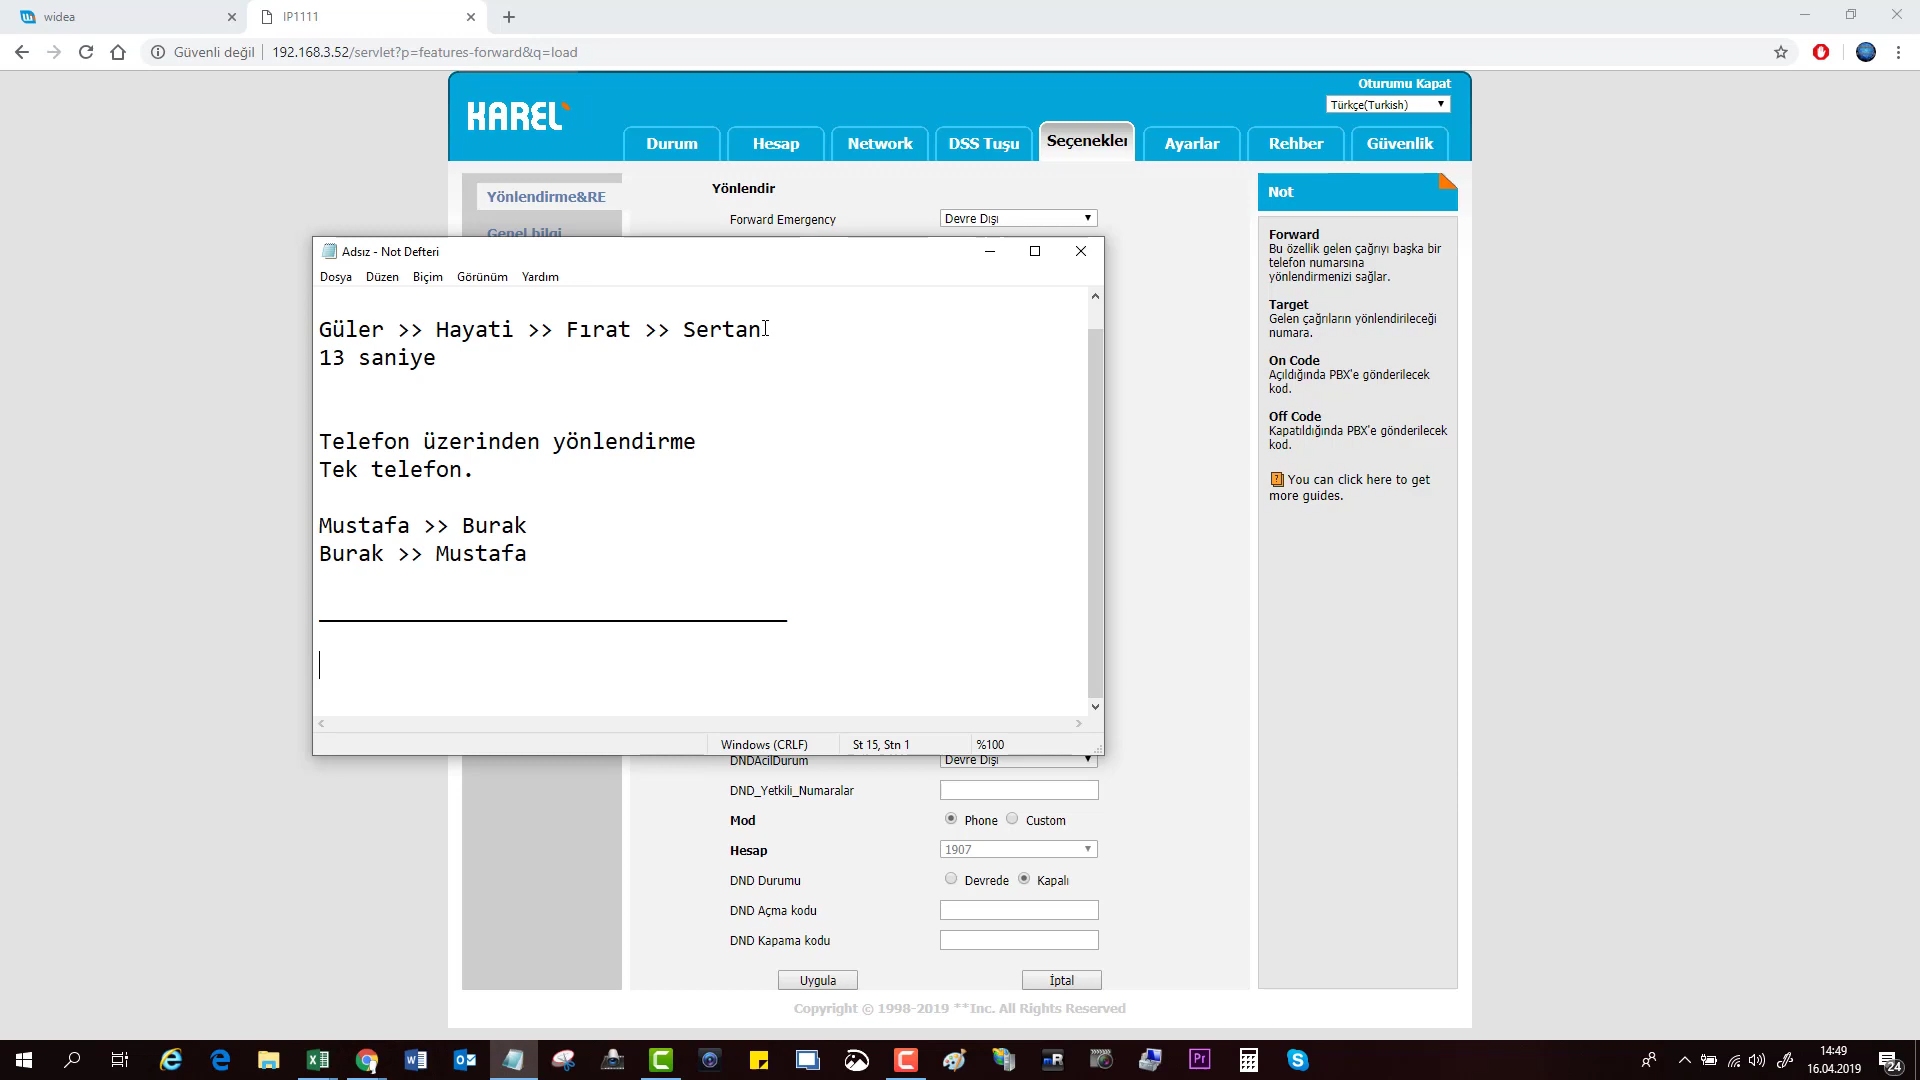 widea
IP1111
Güvenli değil
192.168.3.52/servlet?p=features-forward&q=load
Oturumu Kapat
Türkçe(Turkish)
KAREL
Durum
Hesap
Network
DSS Tuşu
Seçenekleı
Ayarlar
Rehber
Güvenlik
Yönlendirme&RE
Genel bilgi
Yönlendir
Forward Emergency
Devre Dışı
Adsız - Not Defteri
Dosya
Düzen
Biçim
Görünüm
Yardım
Güler >> Hayati >> Fırat >> Sertan
13 saniye
Telefon üzerinden yönlendirme
Tek telefon.
Mustafa >> Burak
Burak >> Mustafa
____________________________________
Windows (CRLF)
St 15, Stn 1
%100
DNDAcilDurum
Devre Dışı
DND_Yetkili_Numaralar
Mod
Phone
Custom
Hesap
1907
DND Durumu
Devrede
Kapalı
DND Açma kodu
DND Kapama kodu
Uygula
İptal
Not
Forward
Bu özellik gelen çağrıyı başka bir
telefon numarsına
yönlendirmenizi sağlar.
Target
Gelen çağrıların yönlendirileceği
numara.
On Code
Açıldığında PBX'e gönderilecek
kod.
Off Code
Kapatıldığında PBX'e gönderilecek
kod.
You can click here to get
more guides.
Copyright © 1998-2019 **Inc. All Rights Reserved
14:49
16.04.2019
24